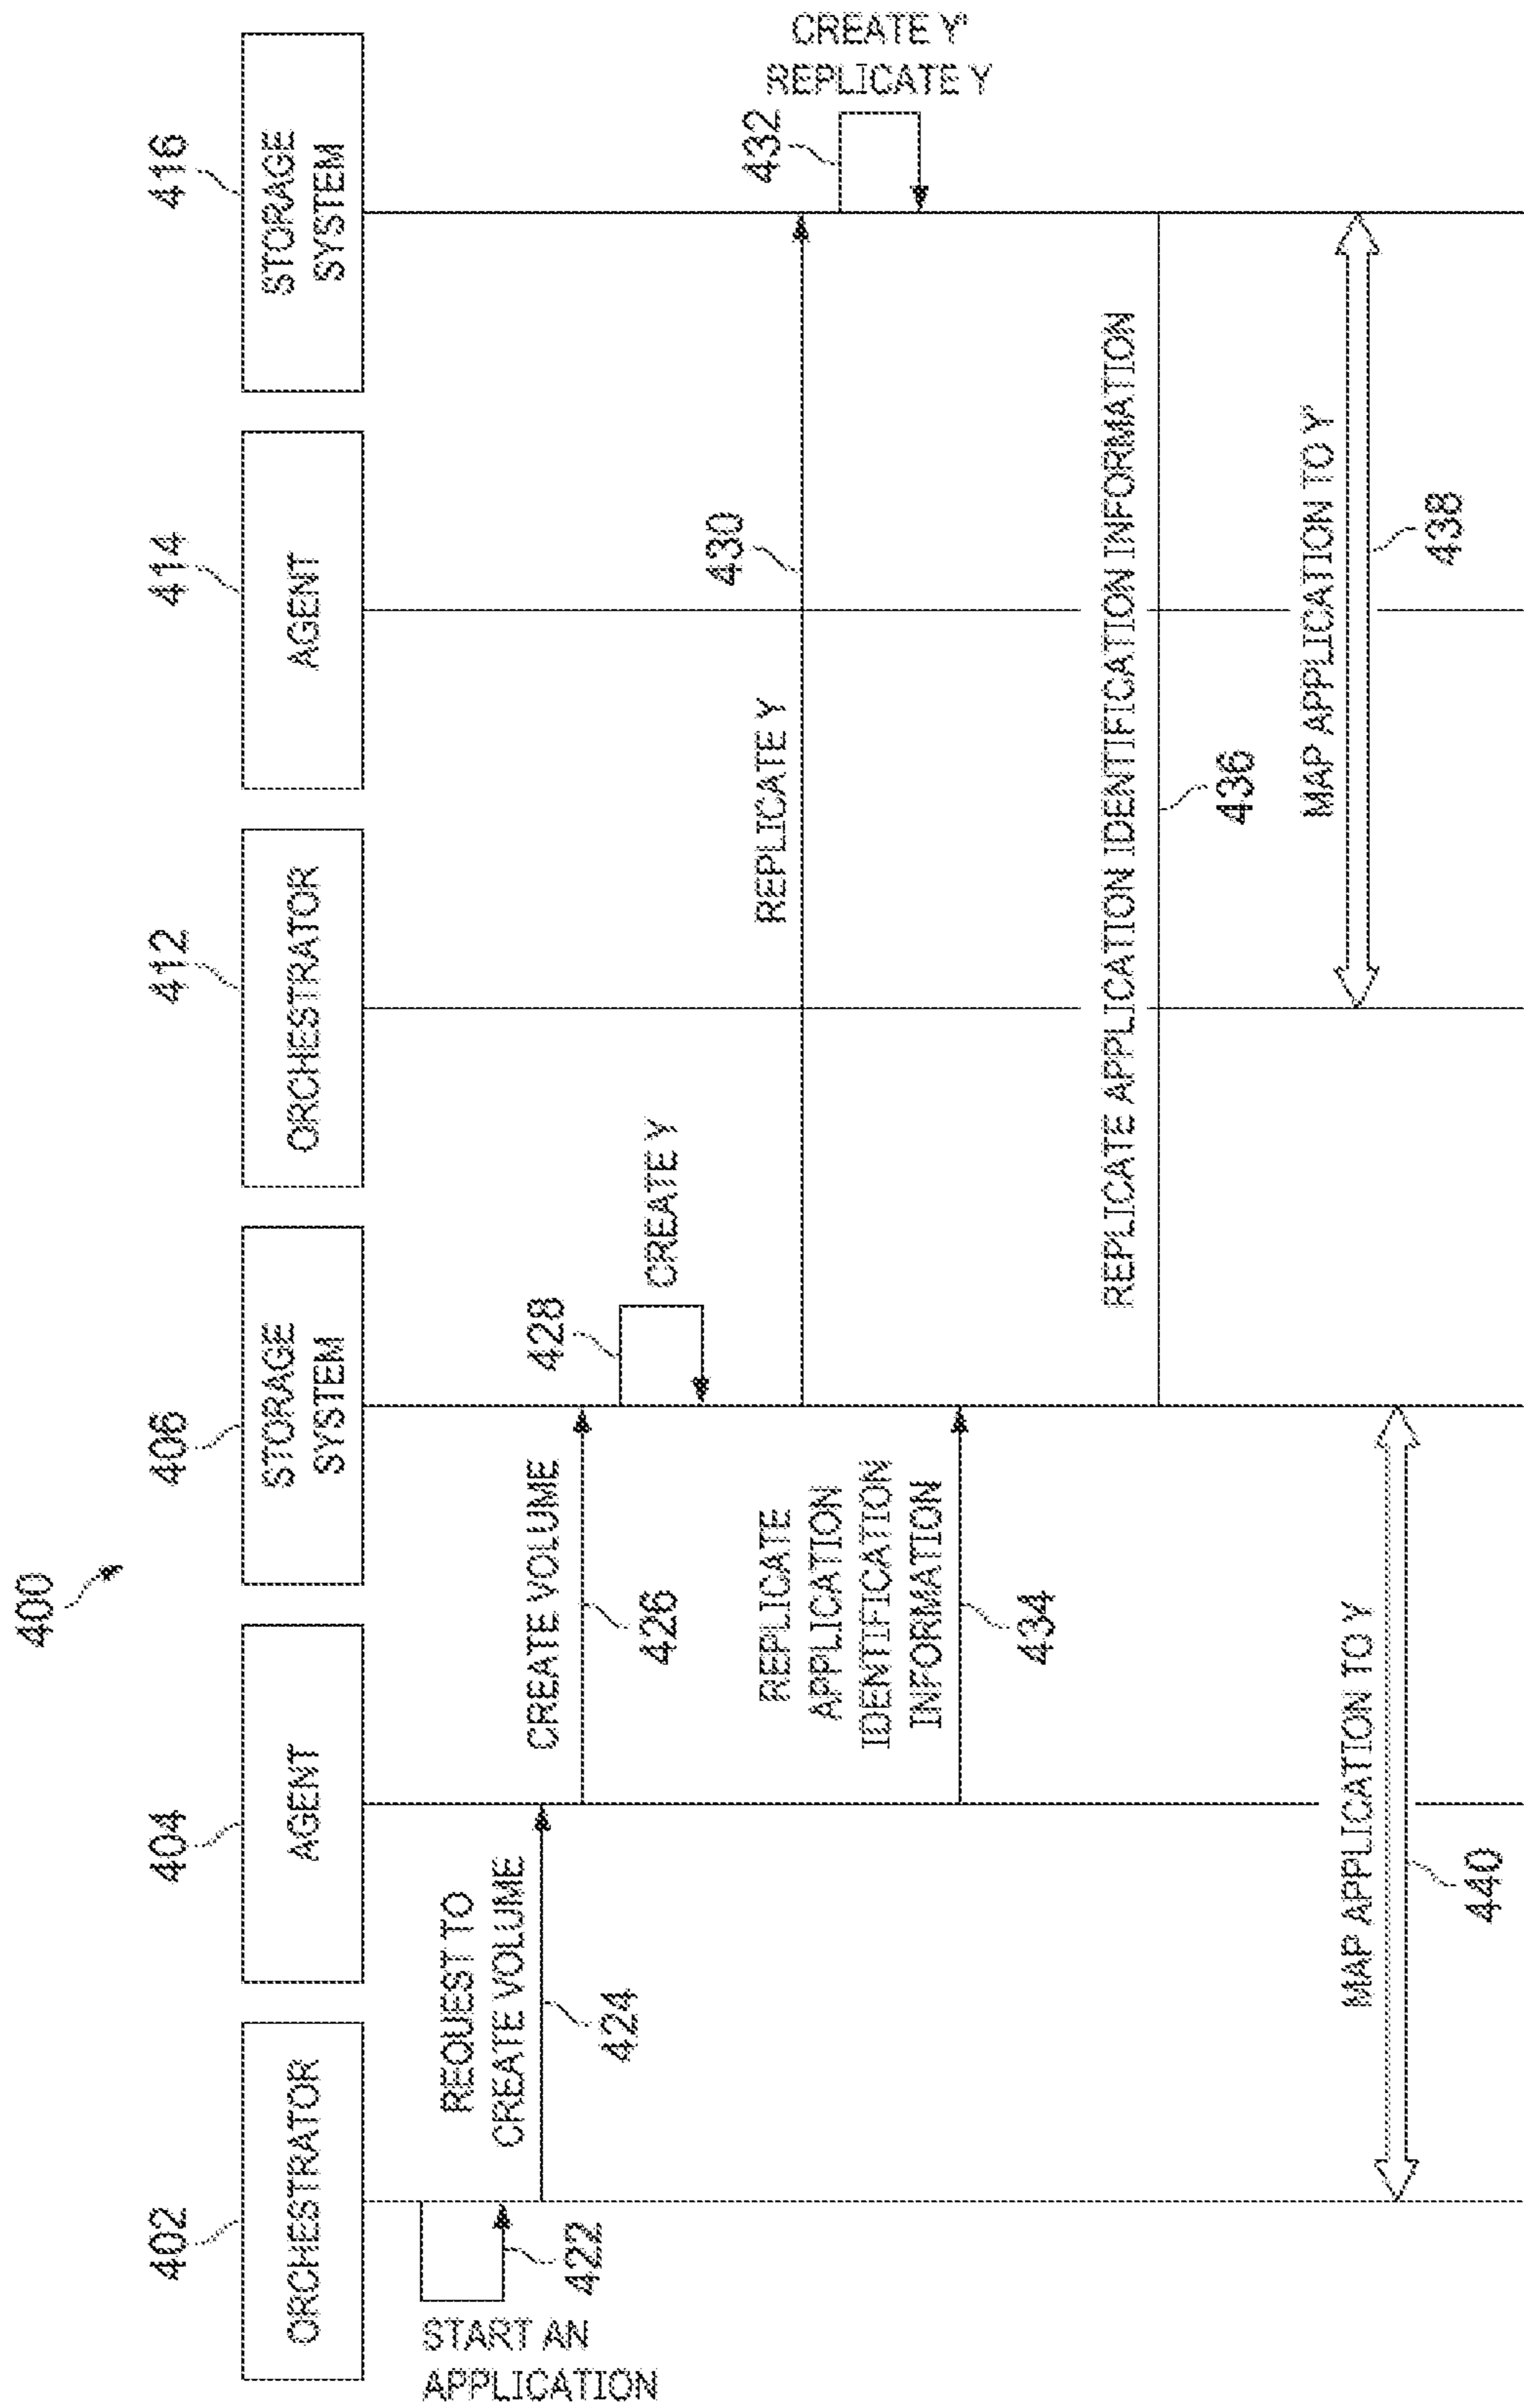 400
402
404
406
412
414
416
ORCHESTRATOR
AGENT
STORAGE
SYSTEM
ORCHESTRATOR
AGENT
STORAGE
SYSTEM
START AN
APPLICATION
422
REQUEST TO
CREATE VOLUME
424
CREATE VOLUME
426
428
CREATE Y
REPLICATE Y
430
432
CREATE Y'
REPLICATE Y
REPLICATE
APPLICATION
IDENTIFICATION
INFORMATION
434
REPLICATE APPLICATION IDENTIFICATION INFORMATION
436
MAP APPLICATION TO Y'
438
MAP APPLICATION TO Y
440